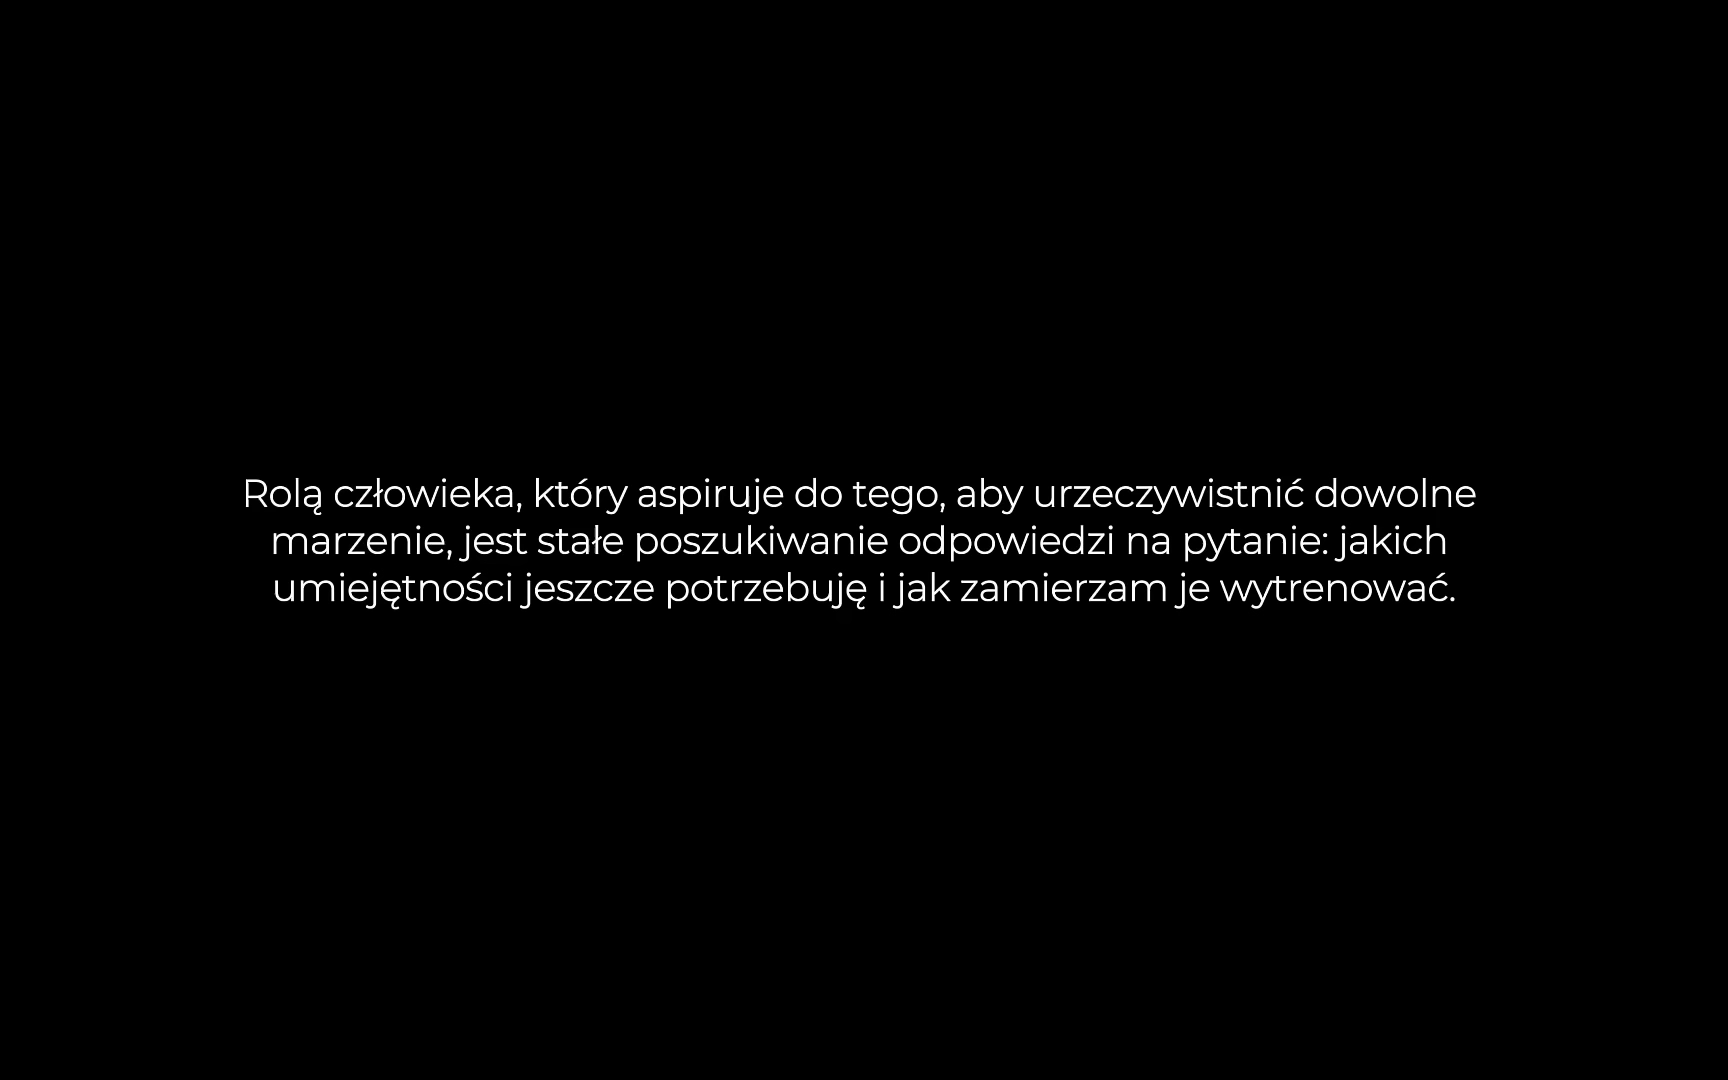 Rolą człowieka, który aspiruje do tego, aby urzeczywistnić dowolne
marzenie, jest stałe poszukiwanie odpowiedzi na pytanie: jakich
umiejętności jeszcze potrzebuję i jak zamierzam je wytrenować.